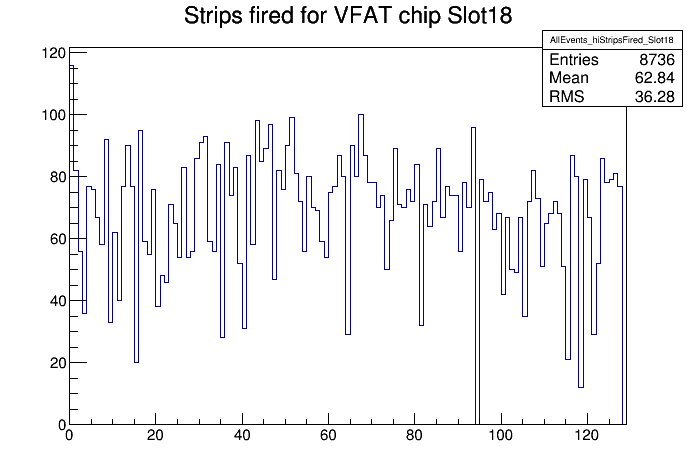 Strips fired for VFAT chip Slot18
AllEvents_hiStripsFired_Slot18
Entries 8736
Mean 62.84
RMS 36.28
120
100
80
60
40
20
0
0 20 40 60 80 100 120